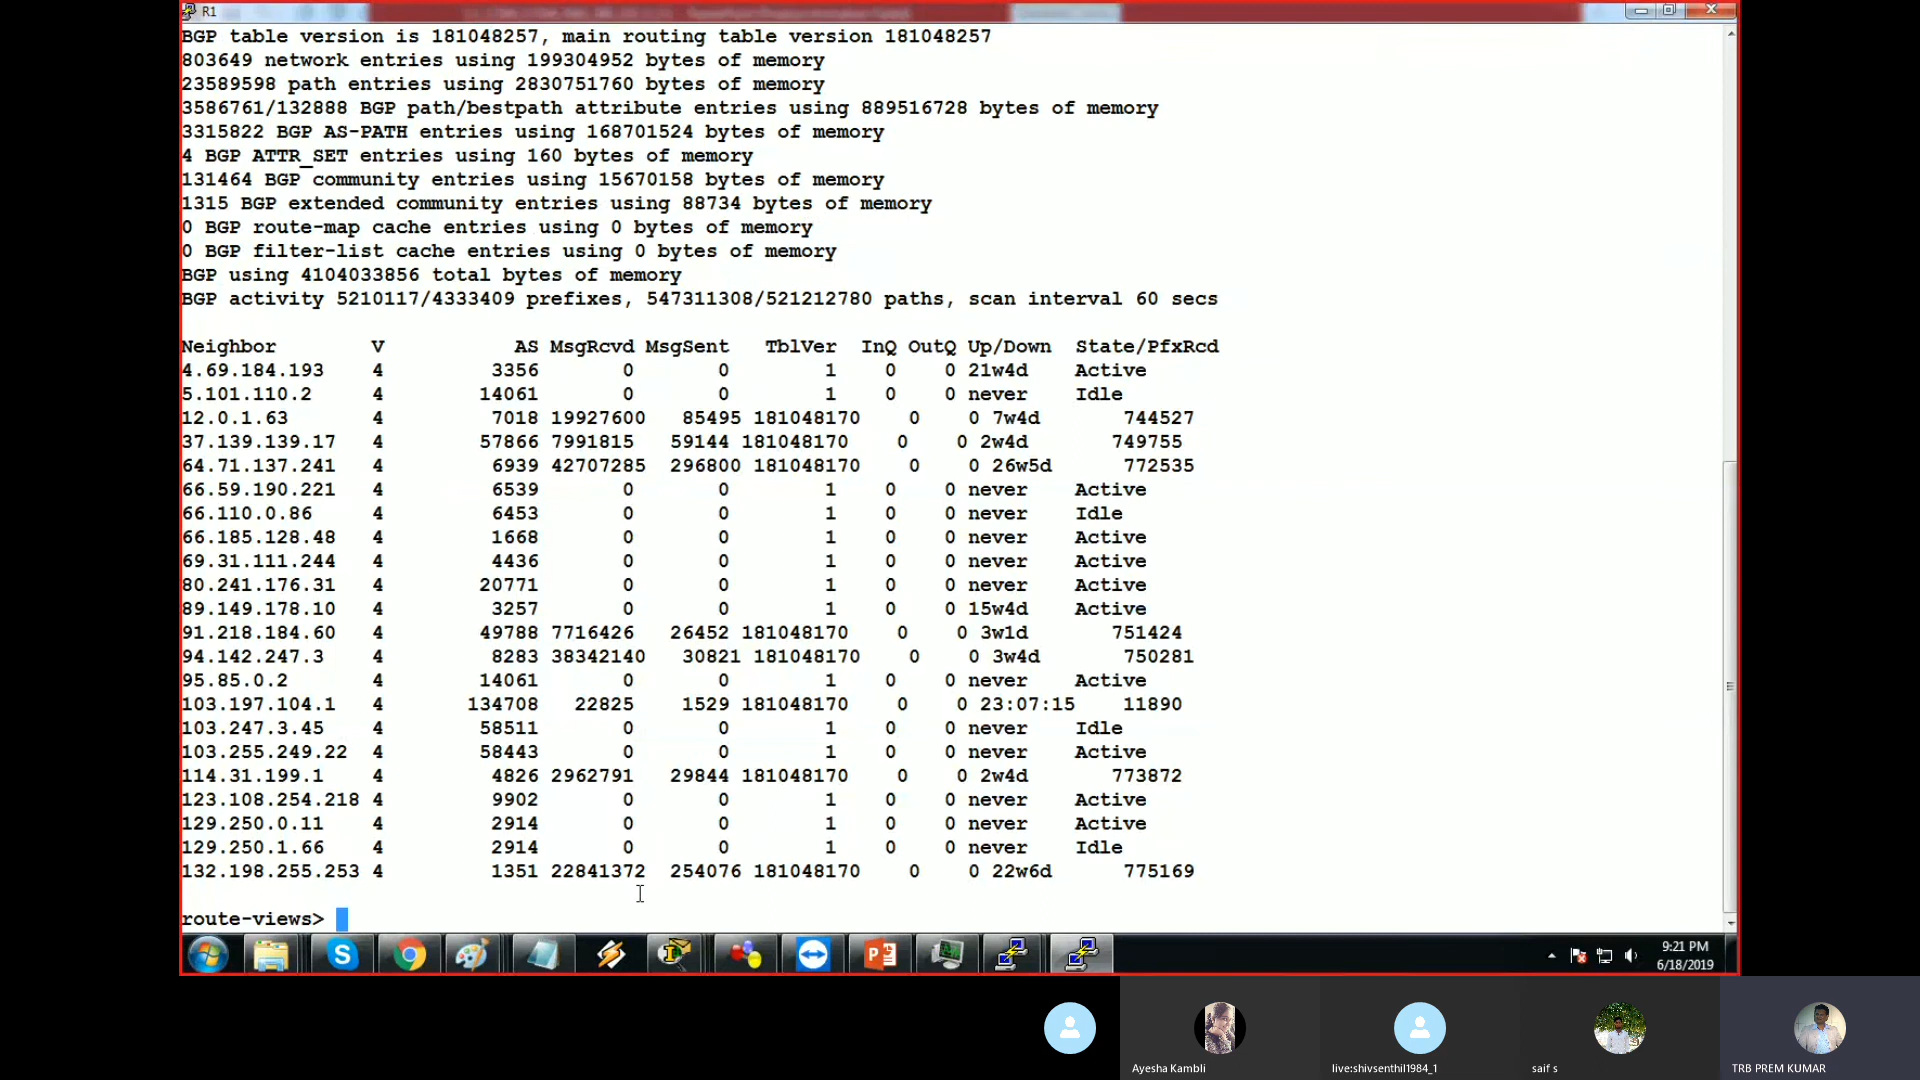 R1
BGP table version is 181048257, main routing table version 181048257
803649 network entries using 199304952 bytes of memory
23589598 path entries using 2830751760 bytes of memory
3586761/132888 BGP path/bestpath attribute entries using 889516728 bytes of memory
3315822 BGP AS-PATH entries using 168701524 bytes of memory
4 BGP ATTR_SET entries using 160 bytes of memory
131464 BGP community entries using 15670158 bytes of memory
1315 BGP extended community entries using 88734 bytes of memory
0 BGP route-map cache entries using 0 bytes of memory
0 BGP filter-list cache entries using 0 bytes of memory
BGP using 4104033856 total bytes of memory
BGP activity 5210117/4333409 prefixes, 547311308/521212780 paths, scan interval 60 secs
Neighbor V AS MsgRcvd MsgSent TblVer InQ OutQ Up/Down State/PfxRcd
4.69.184.193 4 3356 0 0 1 0 0 21w4d Active
5.101.110.2 4 14061 0 0 1 0 0 never Idle
12.0.1.63 4 7018 19927600 85495 181048170 0 0 7w4d 744527
37.139.139.17 4 57866 7991815 59144 181048170 0 0 2w4d 749755
64.71.137.241 4 6939 42707285 296800 181048170 0 0 26w5d 772535
66.59.190.221 4 6539 0 0 1 0 0 never Active
66.110.0.86 4 6453 0 0 1 0 0 never Idle
66.185.128.48 4 1668 0 0 1 0 0 never Active
69.31.111.244 4 4436 0 0 1 0 0 never Active
80.241.176.31 4 20771 0 0 1 0 0 never Active
89.149.178.10 4 3257 0 0 1 0 0 15w4d Active
91.218.184.60 4 49788 7716426 26452 181048170 0 0 3w1d 751424
94.142.247.3 4 8283 38342140 30821 181048170 0 0 3w4d 750281
95.85.0.2 4 14061 0 0 1 0 0 never Active
103.197.104.1 4 134708 22825 1529 181048170 0 0 23:07:15 11890
103.247.3.45 4 58511 0 0 1 0 0 never Idle
103.255.249.22 4 58443 0 0 1 0 0 never Active
114.31.199.1 4 4826 2962791 29844 181048170 0 0 2w4d 773872
123.108.254.218 4 9902 0 0 1 0 0 never Active
129.250.0.11 4 2914 0 0 1 0 0 never Active
129.250.1.66 4 2914 0 0 1 0 0 never Idle
132.198.255.253 4 1351 22841372 254076 181048170 0 0 22w6d 775169
route-views>
9:21 PM
6/18/2019
Ayesha Kambli
live:shivsenthil1984_1
saif s
TRB PREM KUMAR